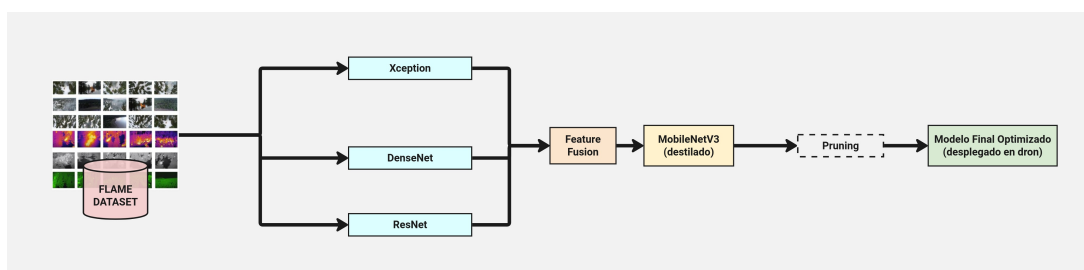 FLAME
DATASET
Xception
DenseNet
ResNet
Feature
Fusion
MobileNetV3
(destilado)
Pruning
Modelo Final Optimizado
(desplegado en dron)